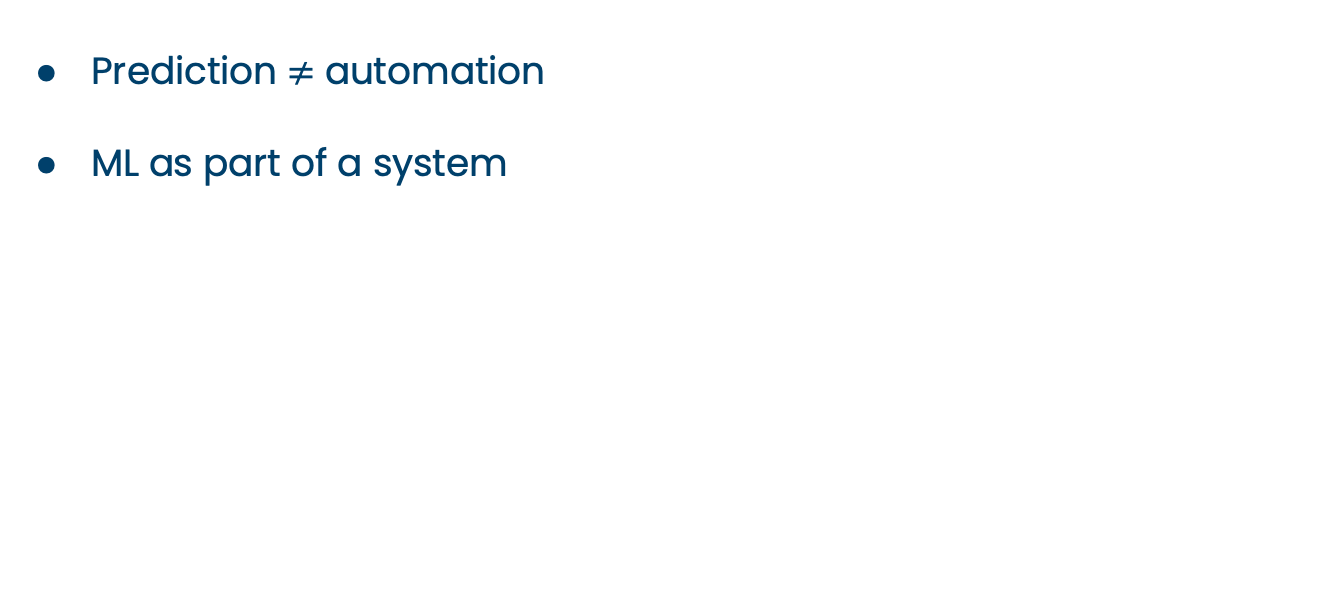 ● Prediction ≠ automation
● ML as part of a system